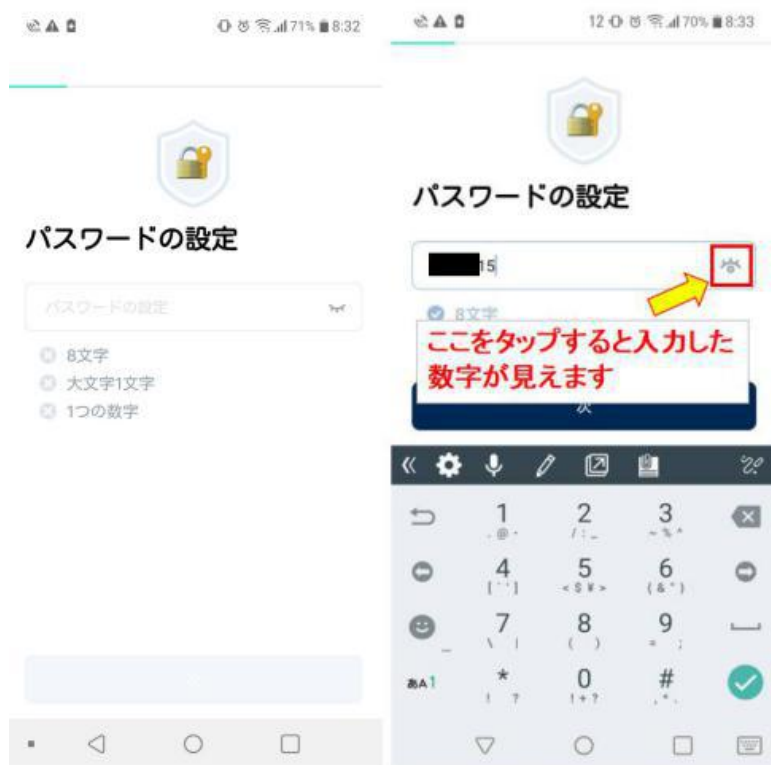 71% 8:32
パスワードの設定
パスワードの設定
8文字
大文字1文字
1つの数字
12 70% 8:33
パスワードの設定
15
8文字
ここをタップすると入力した
数字が見えます
次
1 2 3
4 5 6
7 8 9
あA1 * 0 #